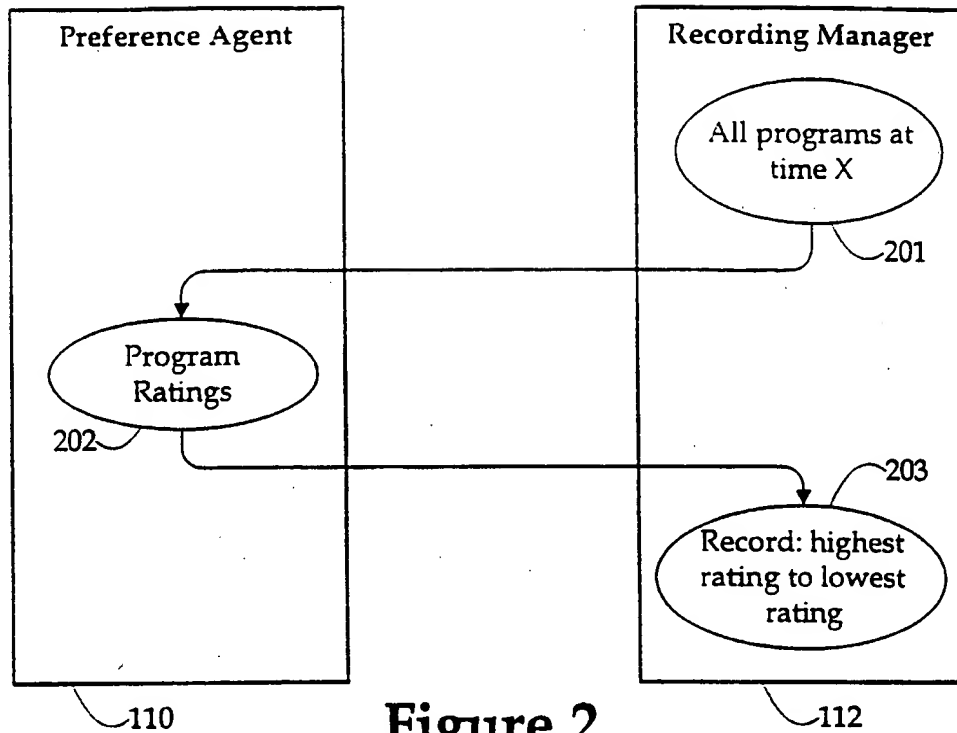 Preference Agent
Recording Manager
All programs at
time X
201
Program
Ratings
202
203
Record: highest
rating to lowest
rating
110
112
Figure 2